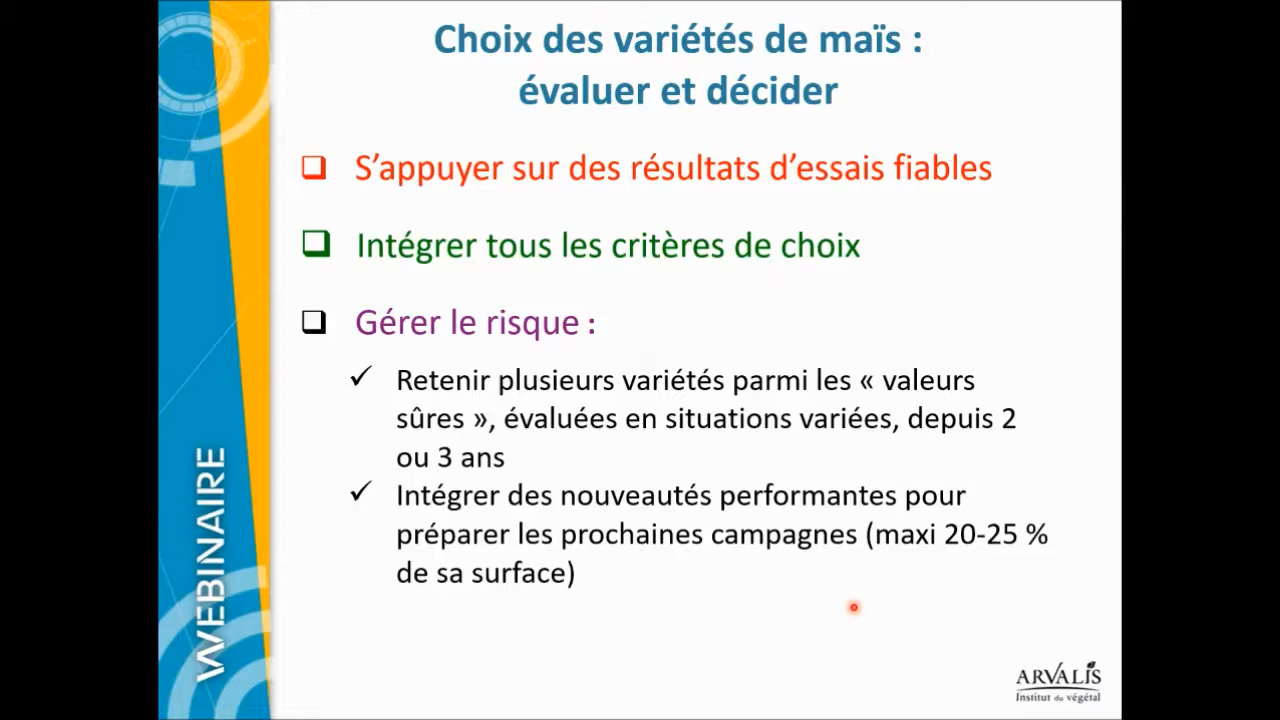 Choix des variétés de maïs :
évaluer et décider
S’appuyer sur des résultats d’essais fiables
Intégrer tous les critères de choix
Gérer le risque :
Retenir plusieurs variétés parmi les « valeurs
sûres », évaluées en situations variées, depuis 2
ou 3 ans
Intégrer des nouveautés performantes pour
préparer les prochaines campagnes (maxi 20-25 %
de sa surface)
WEBINAIRE
ARVALIS
Institut du végétal